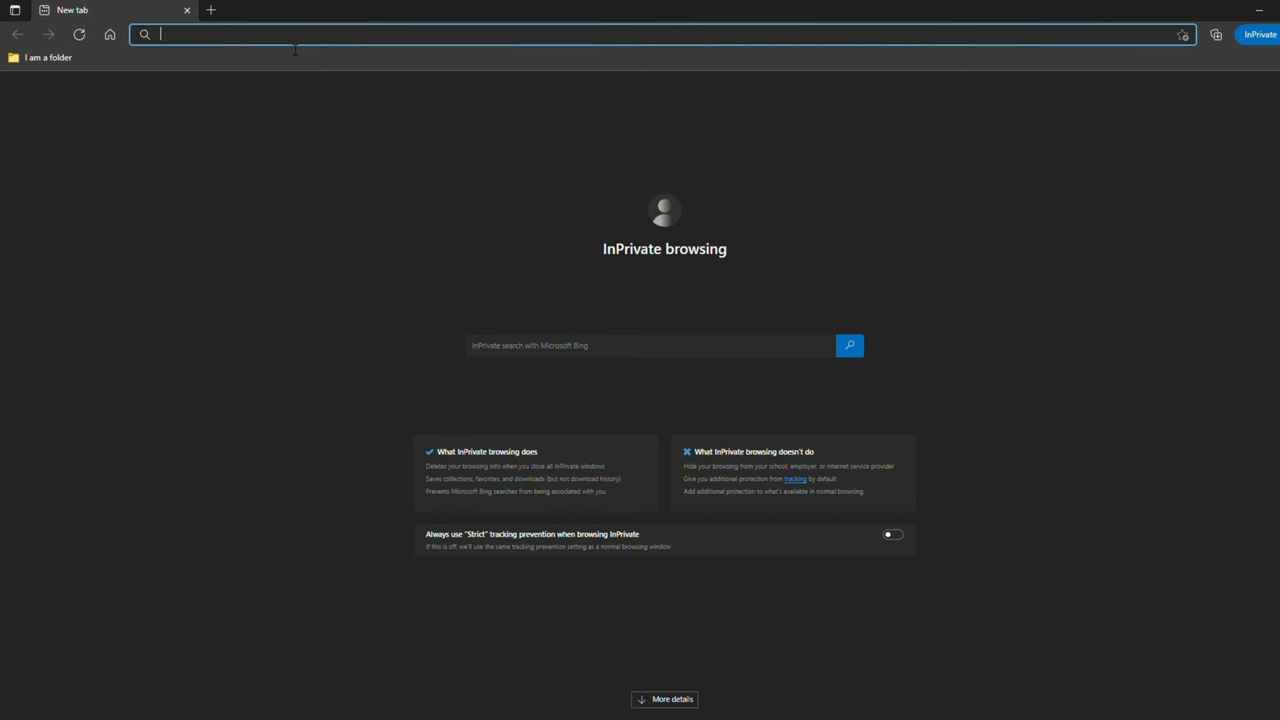 New tab
InPrivate
I am a folder
InPrivate browsing
InPrivate search with Microsoft Bing
What InPrivate browsing does
Deletes your browsing info when you close all InPrivate windows
Saves collections, favorites, and downloads (but not download history)
Prevents Microsoft Bing searches from being associated with you
What InPrivate browsing doesn't do
Hide your browsing from your school, employer, or internet service provider
Give you additional protection from tracking by default
Add additional protection to what's available in normal browsing
Always use "Strict" tracking prevention when browsing InPrivate
If this is off, we'll use the same tracking prevention setting as a normal browsing window
More details